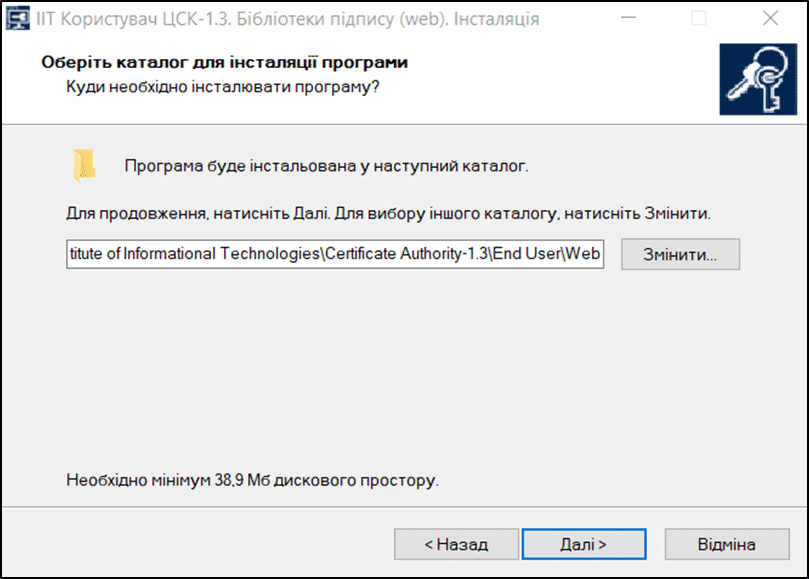 ІІТ Користувач ЦСК-1.3. Бібліотеки підпису (web). Інсталяція
Оберіть каталог для інсталяції програми
Куди необхідно інсталювати програму?
Програма буде інстальована у наступний каталог.
Для продовження, натисніть Далі. Для вибору іншого каталогу, натисніть Змінити.
titute of Informational Technologies\Certificate Authority-1.3\End User\Web
Змінити...
Необхідно мінімум 38,9 Мб дискового простору.
< Назад
Далі >
Відміна